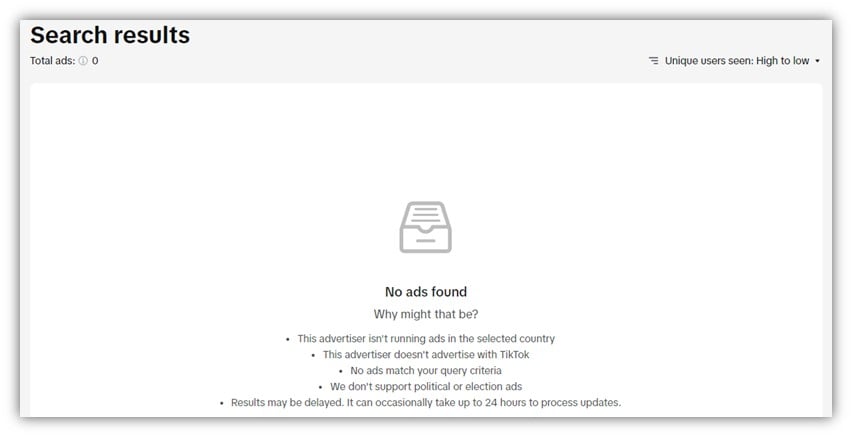 Search results
Total ads: 0
Unique users seen: High to low
No ads found
Why might that be?
• This advertiser isn't running ads in the selected country
• This advertiser doesn't advertise with TikTok
• No ads match your query criteria
• We don't support political or election ads
• Results may be delayed. It can occasionally take up to 24 hours to process updates.